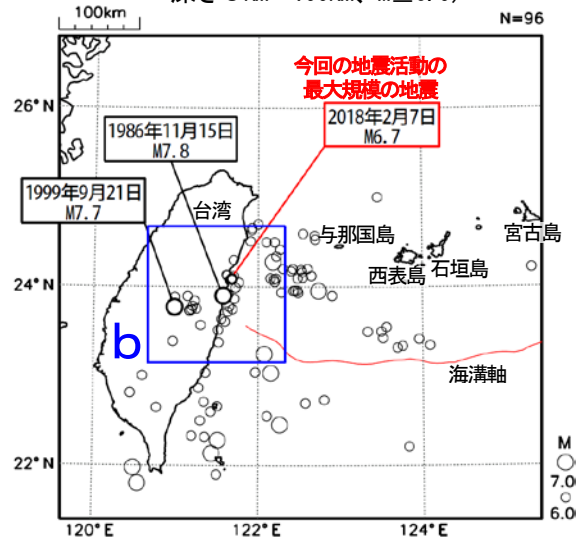 100km
N=96
今回の地震活動の
最大規模の地震
2018年2月7日
M6.7
1986年11月15日
M7.8
1999年9月21日
M7.7
台湾
与那国島
宮古島
西表島
石垣島
海溝軸
b
26°N
24°N
22°N
120°E
122°E
124°E
M
7.0
6.0